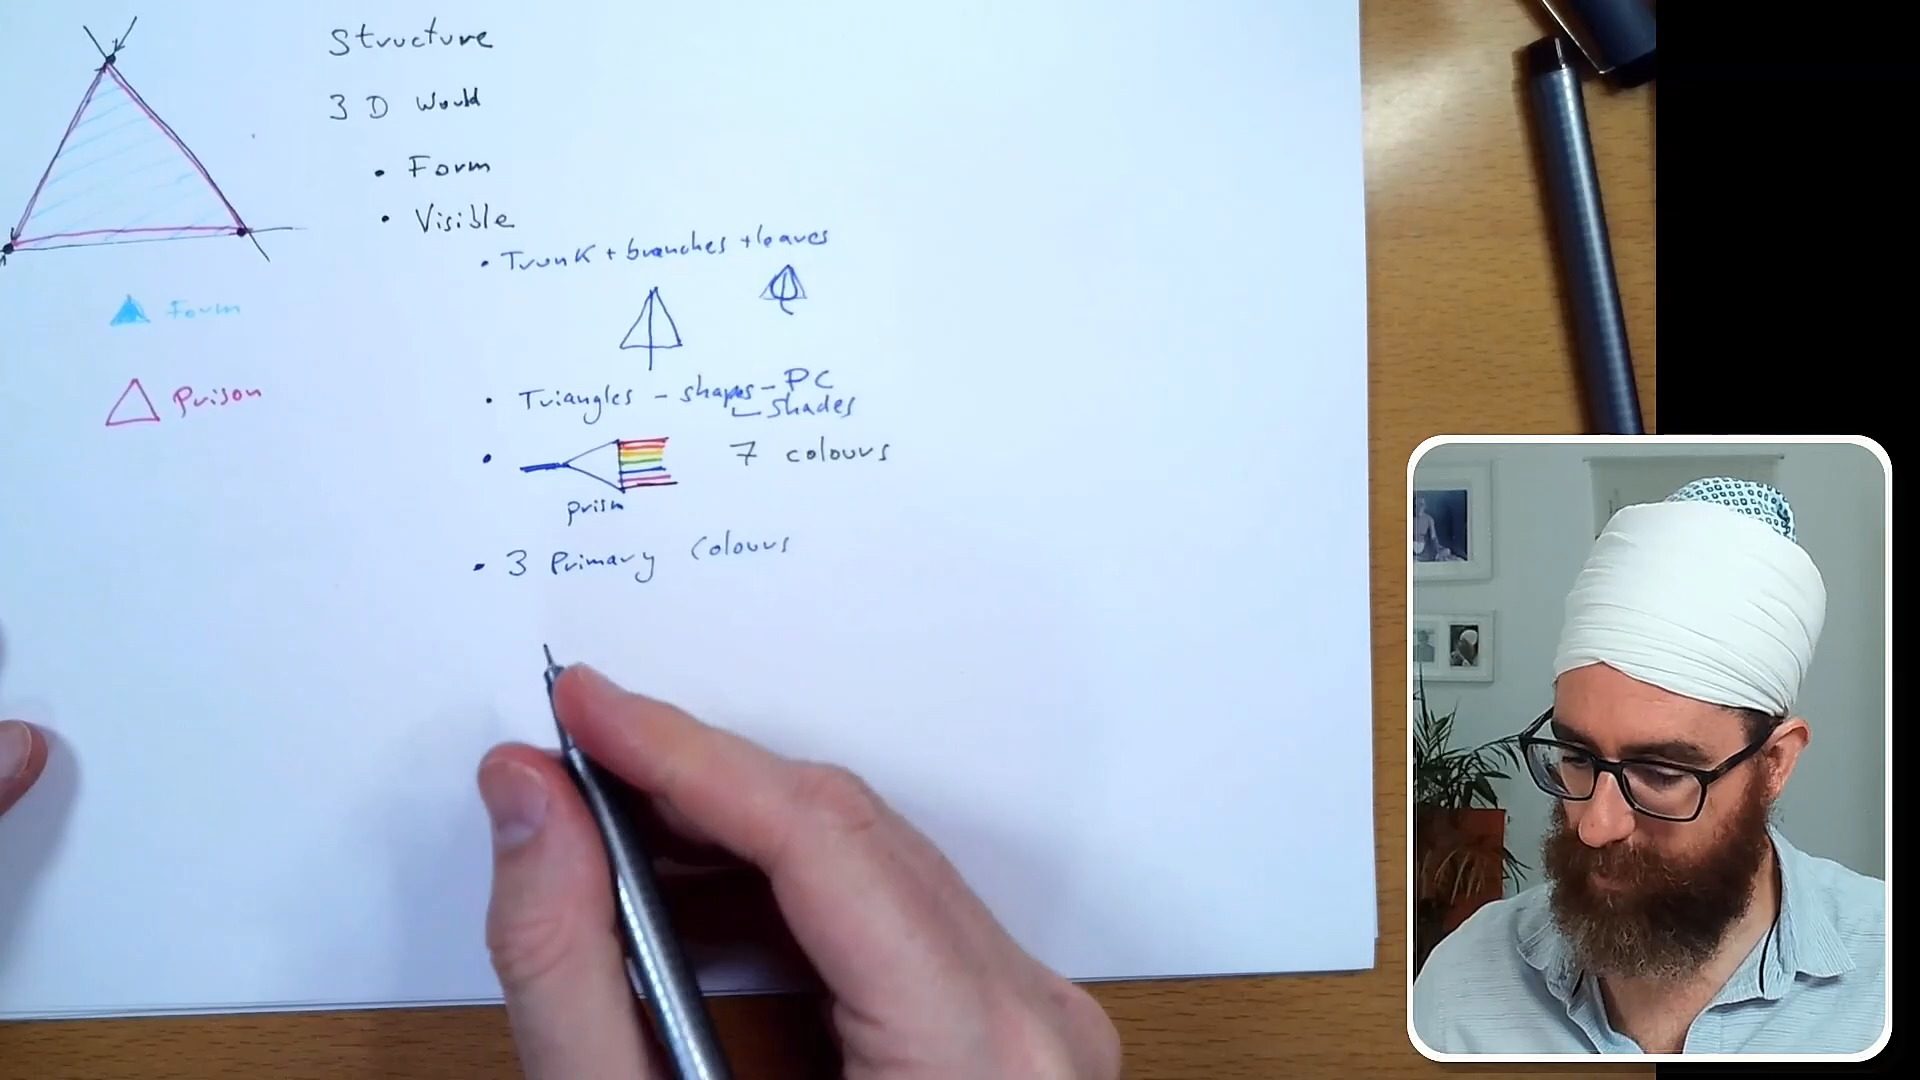 Structure
3 D Would
• Form
• Visible
• Trunk + branches + leaves
Form
Prison
• Triangles - shapes - PC
shades
• 7 colours
prism
• 3 Primary Colours